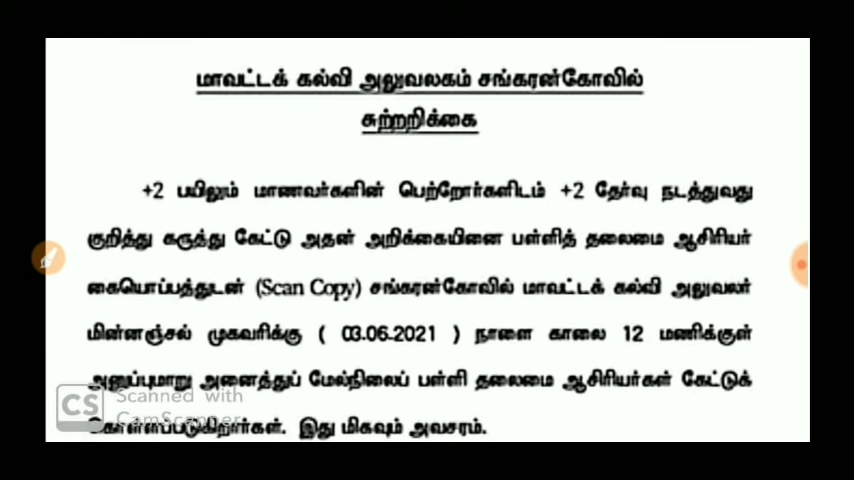 மாவட்டக் கல்வி அலுவலகம் சங்கரன்கோவில்
சுற்றறிக்கை
+2 பயிலும் மாணவர்களின் பெற்றோர்களிடம் +2 தேர்வு நடத்துவது
குறித்து கருத்து கேட்டு அதன் அறிக்கையினை பள்ளித் தலைமை ஆசிரியர்
கையொப்பத்துடன் (Scan Copy) சங்கரன்கோவில் மாவட்டக் கல்வி அலுவலர்
மின்னஞ்சல் முகவரிக்கு ( 03.06.2021 ) நாளை காலை 12 மணிக்குள்
அனுப்புமாறு அனைத்துப் மேல்நிலைப் பள்ளி தலைமை ஆசிரியர்கள் கேட்டுக்
கொள்ளப்படுகிறார்கள். இது மிகவும் அவசரம்.
CS Scanned with
CamScanner